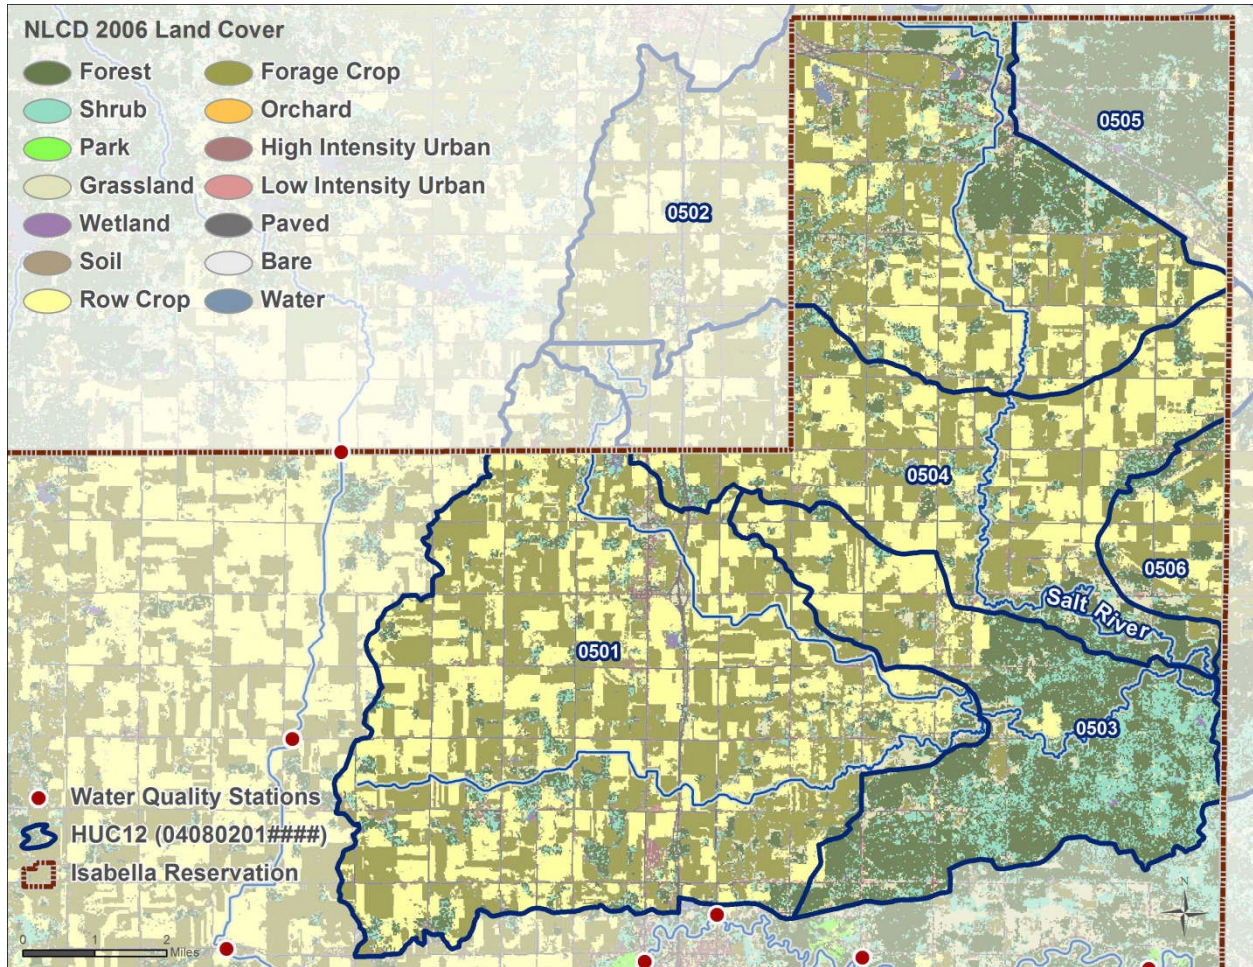 NLCD 2006 Land Cover
Forest
Forage Crop
Shrub
Orchard
Park
High Intensity Urban
Grassland
Low Intensity Urban
Wetland
Paved
Soil
Bare
Row Crop
Water
0505
0502
0504
0506
Salt River
0501
0503
Water Quality Stations
HUC12 (04080201####)
Isabella Reservation
N
0 1 2
Miles